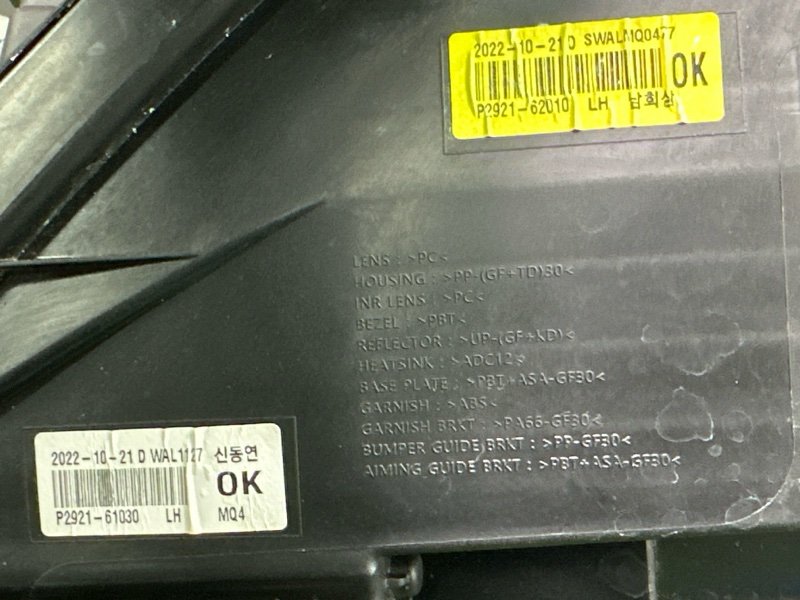 2022-10-21 D SWALMQ0477
OK
P2921-62010 LH 남희상
LENS : >PC<
HOUSING : >PP-(GF+TD)30<
INR LENS : >PC<
BEZEL : >PBT<
REFLECTOR : >UP-(GF+KD)<
HEATSINK : >ADC12<
BASE PLATE : >PBT+ASA-GF30<
GARNISH : >ABS<
GARNISH BRKT : >PA66-GF30<
BUMPER GUIDE BRKT : >PP-GF30<
AIMING GUIDE BRKT : >PBT+ASA-GF30<
2022-10-21 D WAL1127 신동연
OK
P2921-61030 LH MQ4